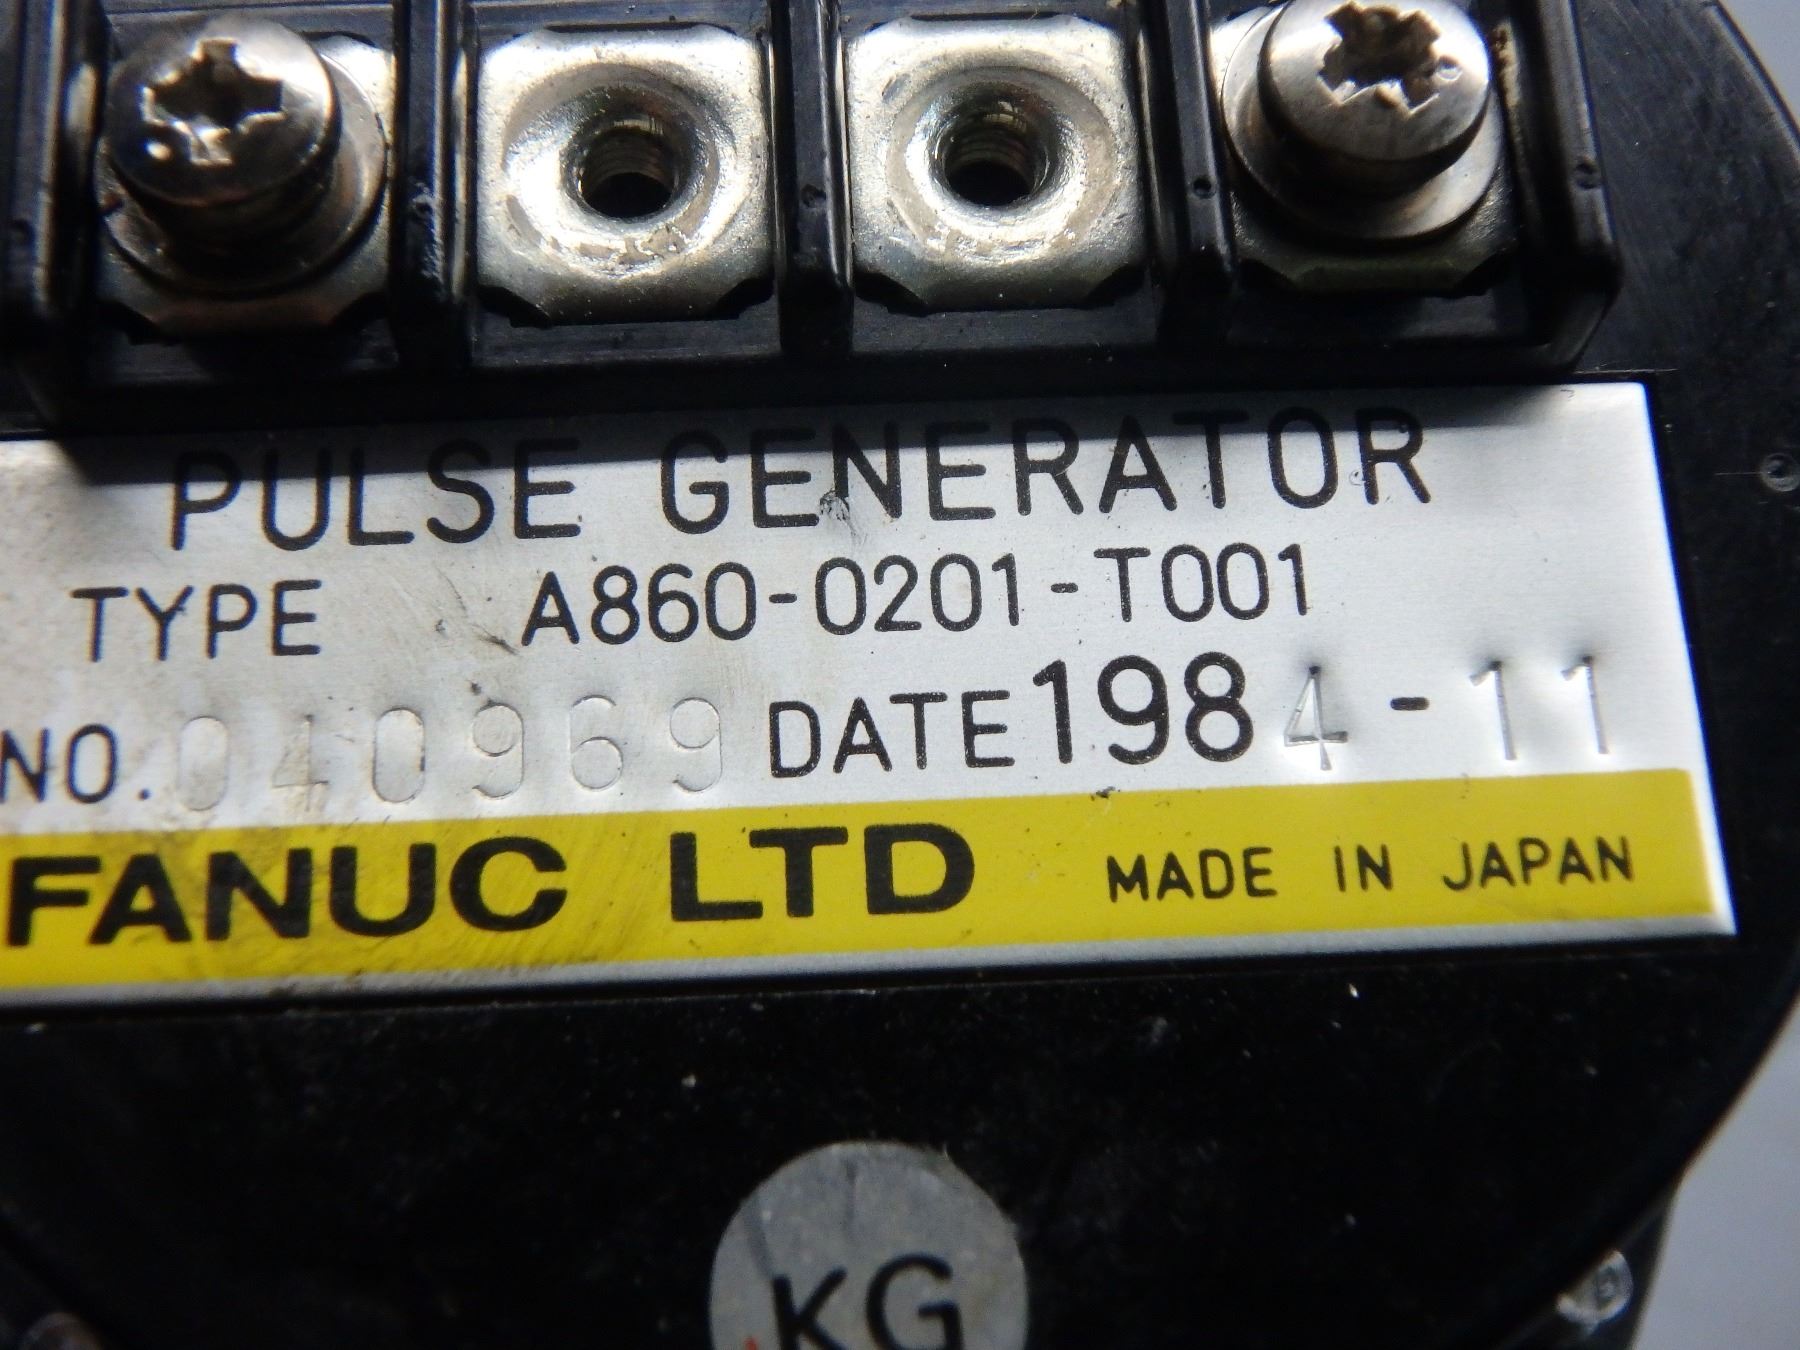 PULSE GENERATOR
TYPE A860-0201-T001
NO. 040969 DATE 1984-11
FANUC LTD MADE IN JAPAN
KG